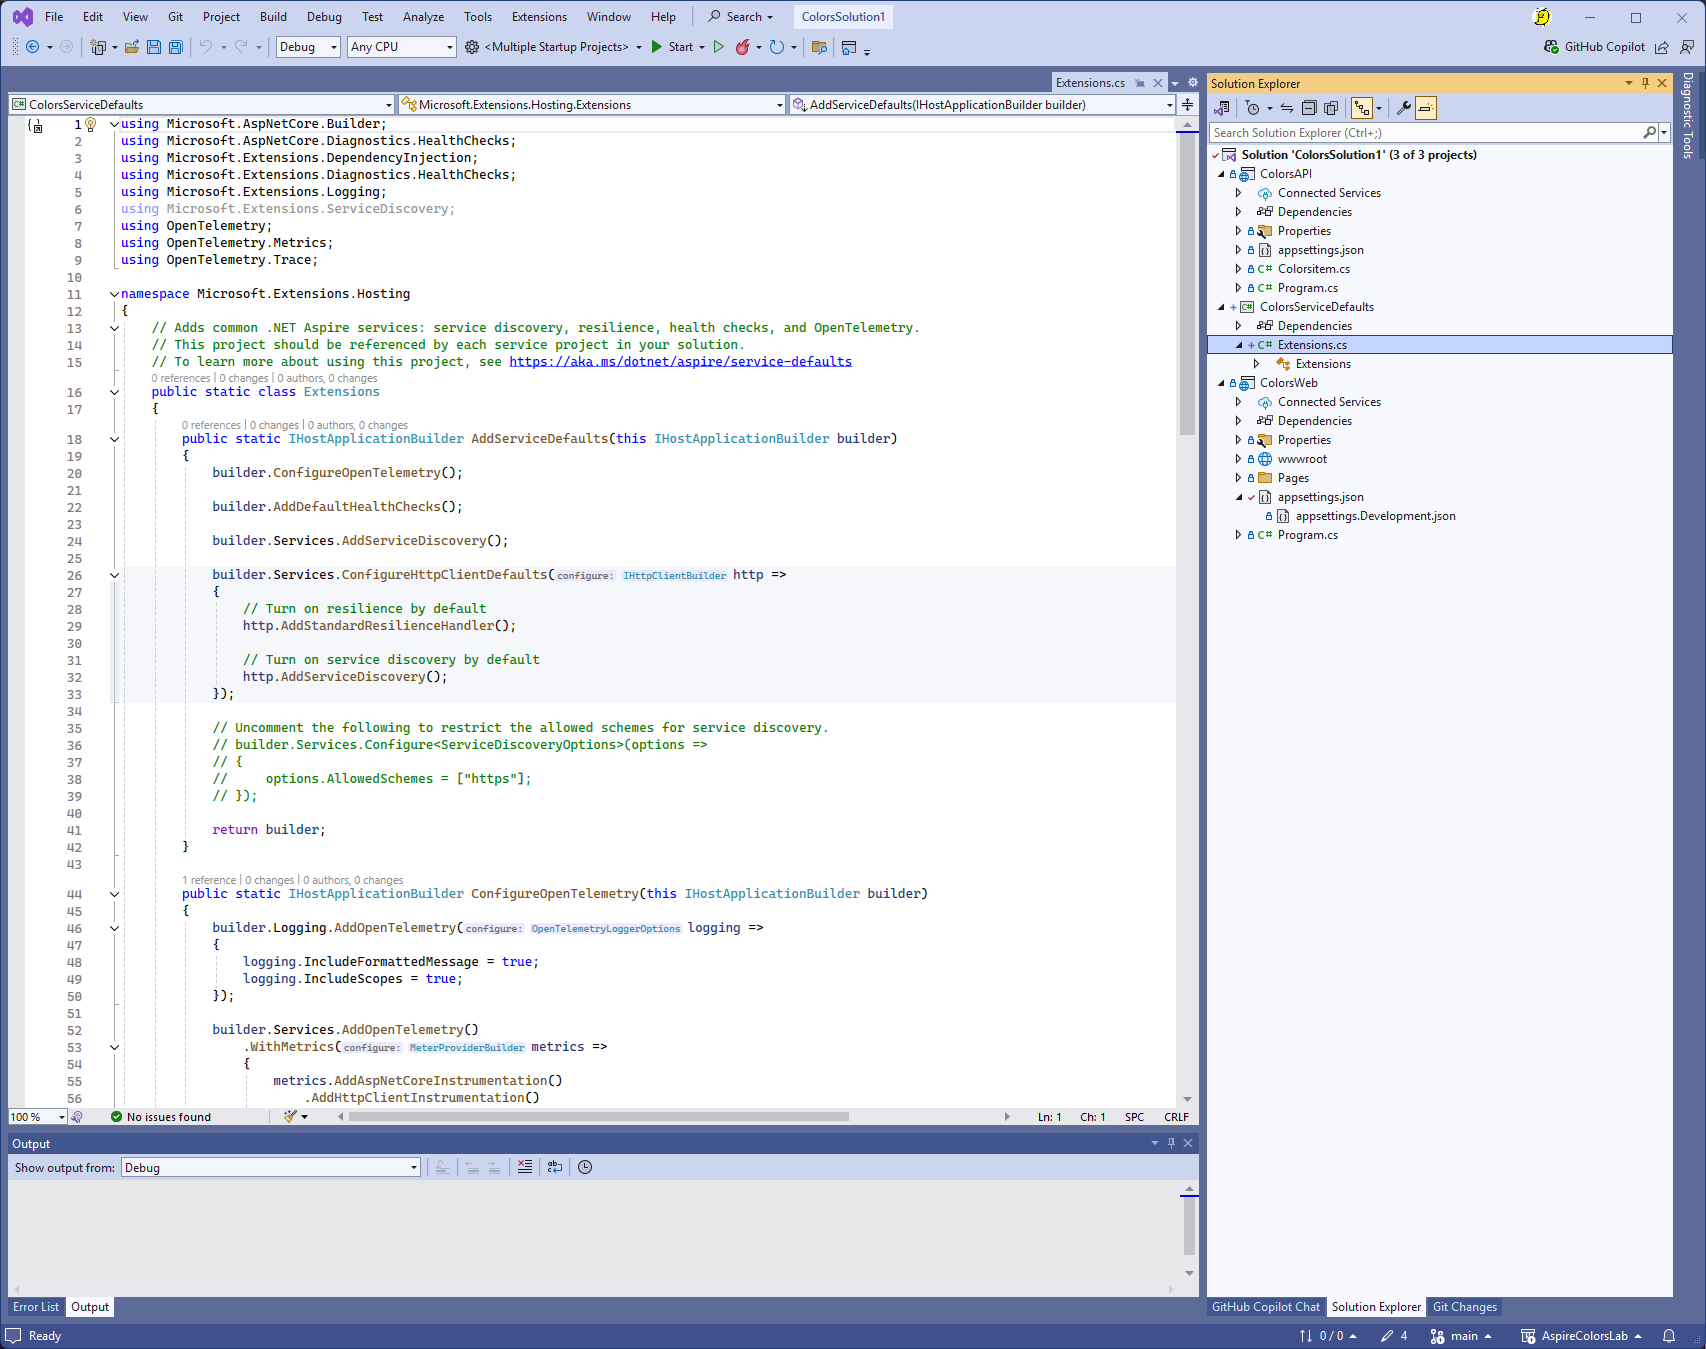 File Edit View Git Project Build Debug Test Analyze Tools Extensions Window Help Search ColorsSolution1
Debug Any CPU <Multiple Startup Projects> Start GitHub Copilot
Extensions.cs
ColorsServiceDefaults Microsoft.Extensions.Hosting.Extensions AddServiceDefaults(IHostApplicationBuilder builder)
1 using Microsoft.AspNetCore.Builder;
2 using Microsoft.AspNetCore.Diagnostics.HealthChecks;
3 using Microsoft.Extensions.DependencyInjection;
4 using Microsoft.Extensions.Diagnostics.HealthChecks;
5 using Microsoft.Extensions.Logging;
6 using Microsoft.Extensions.ServiceDiscovery;
7 using OpenTelemetry;
8 using OpenTelemetry.Metrics;
9 using OpenTelemetry.Trace;
10
11 namespace Microsoft.Extensions.Hosting
12 {
13 // Adds common .NET Aspire services: service discovery, resilience, health checks, and OpenTelemetry.
14 // This project should be referenced by each service project in your solution.
15 // To learn more about using this project, see https://aka.ms/dotnet/aspire/service-defaults
0 references | 0 changes | 0 authors, 0 changes
16 public static class Extensions
17 {
0 references | 0 changes | 0 authors, 0 changes
18 public static IHostApplicationBuilder AddServiceDefaults(this IHostApplicationBuilder builder)
19 {
20 builder.ConfigureOpenTelemetry();
21
22 builder.AddDefaultHealthChecks();
23
24 builder.Services.AddServiceDiscovery();
25
26 builder.Services.ConfigureHttpClientDefaults(configure: IHttpClientBuilder http =>
27 {
28 // Turn on resilience by default
29 http.AddStandardResilienceHandler();
30
31 // Turn on service discovery by default
32 http.AddServiceDiscovery();
33 });
34
35 // Uncomment the following to restrict the allowed schemes for service discovery.
36 // builder.Services.Configure<ServiceDiscoveryOptions>(options =>
37 // {
38 // options.AllowedSchemes = ["https"];
39 // });
40
41 return builder;
42 }
43
1 reference | 0 changes | 0 authors, 0 changes
44 public static IHostApplicationBuilder ConfigureOpenTelemetry(this IHostApplicationBuilder builder)
45 {
46 builder.Logging.AddOpenTelemetry(configure: OpenTelemetryLoggerOptions logging =>
47 {
48 logging.IncludeFormattedMessage = true;
49 logging.IncludeScopes = true;
50 });
51
52 builder.Services.AddOpenTelemetry()
53 .WithMetrics(configure: MeterProviderBuilder metrics =>
54 {
55 metrics.AddAspNetCoreInstrumentation()
56 .AddHttpClientInstrumentation()
100 % No issues found Ln: 1 Ch: 1 SPC CRLF
Output
Show output from: Debug
Error List Output
Solution Explorer
Search Solution Explorer (Ctrl+;)
Solution 'ColorsSolution1' (3 of 3 projects)
ColorsAPI
Connected Services
Dependencies
Properties
appsettings.json
C# Colorsitem.cs
C# Program.cs
C# ColorsServiceDefaults
Dependencies
C# Extensions.cs
Extensions
ColorsWeb
Connected Services
Dependencies
Properties
wwwroot
Pages
appsettings.json
appsettings.Development.json
C# Program.cs
GitHub Copilot Chat Solution Explorer Git Changes
Diagnostic Tools
Ready 0 / 0 4 main AspireColorsLab